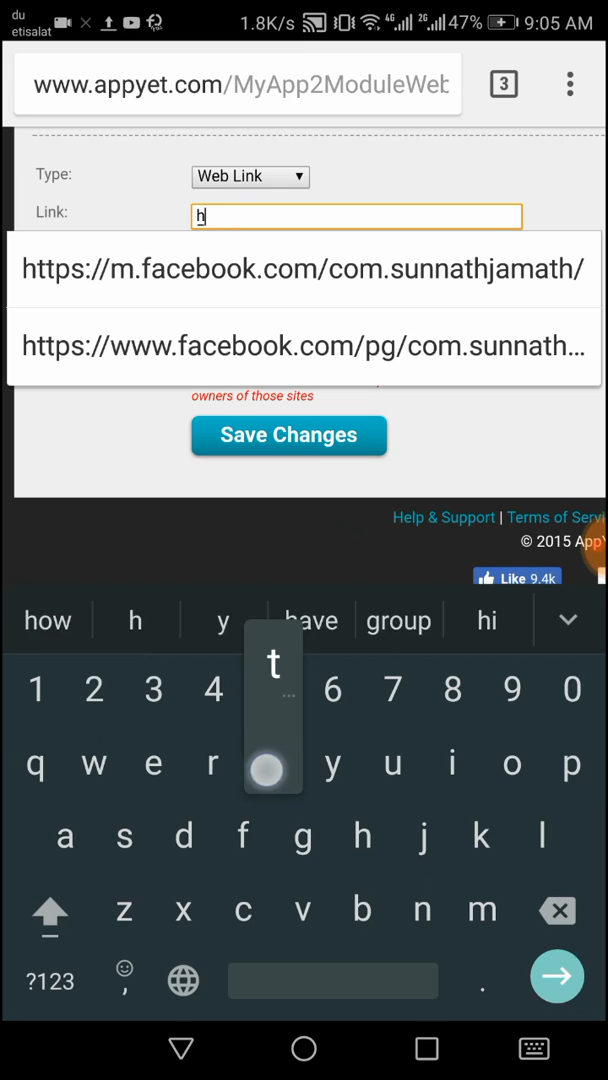 du
etisalat
1.8K/s 4G 2G 47% 9:05 AM
www.appyet.com/MyApp2ModuleWeb
3
Type:
Web Link
Link:
h
https://m.facebook.com/com.sunnathjamath/
https://www.facebook.com/pg/com.sunnath...
owners of those sites
Save Changes
Help & Support | Terms of Servi
© 2015 AppY
Like 9.4k
how h y have group hi
t
...
1 2 3 4 6 7 8 9 0
q w e r y u i o p
a s d f g h j k l
z x c v b n m
?123 , .